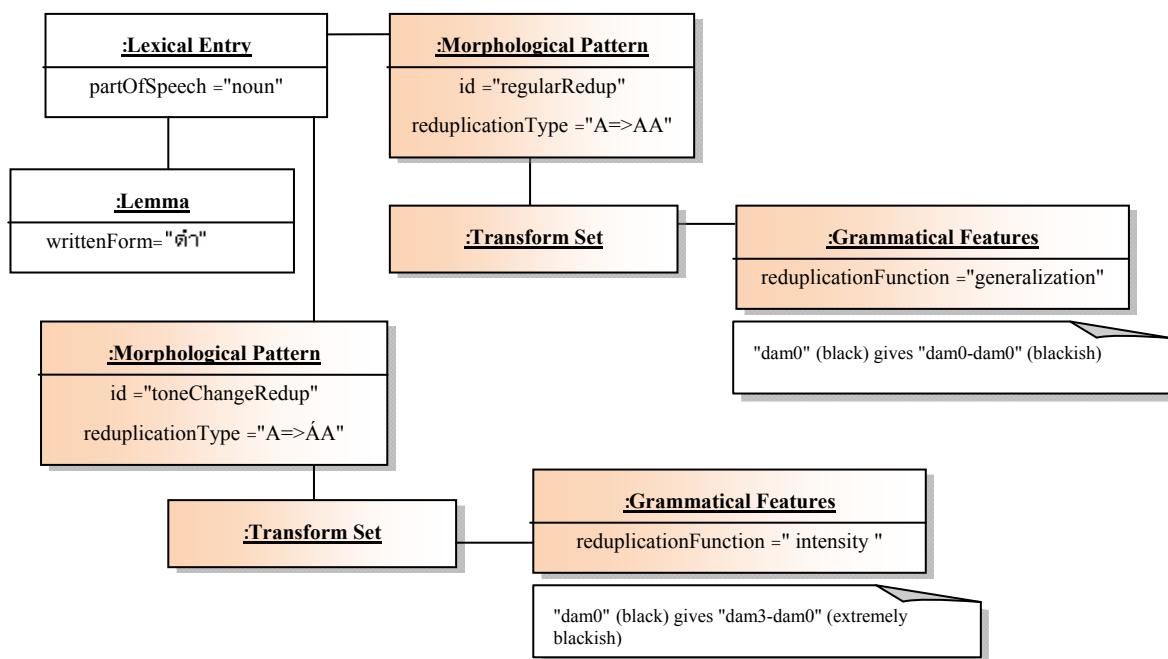 :Lexical Entry
partOfSpeech ="noun"
:Morphological Pattern
id ="regularRedup"
reduplicationType ="A=>AA"
:Lemma
writtenForm="ดำ"
:Transform Set
:Grammatical Features
reduplicationFunction ="generalization"
"dam0" (black) gives "dam0-dam0" (blackish)
:Morphological Pattern
id ="toneChangeRedup"
reduplicationType ="A=>ÁA"
:Transform Set
:Grammatical Features
reduplicationFunction =" intensity "
"dam0" (black) gives "dam3-dam0" (extremely
blackish)